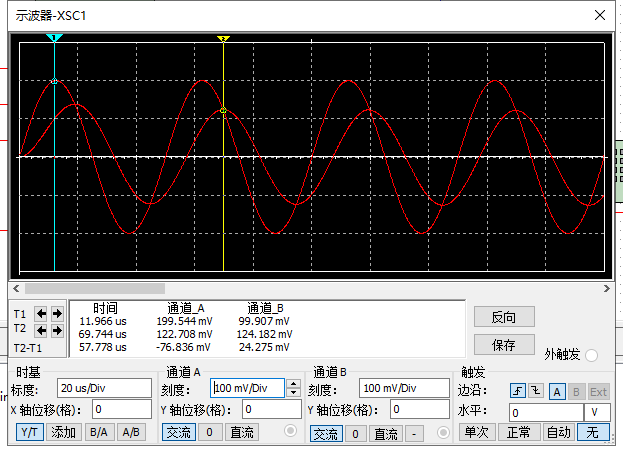 示波器-XSC1
1
2
时间 通道_A 通道_B
T1 11.966 us 199.544 mV 99.907 mV
T2 69.744 us 122.708 mV 124.182 mV
T2-T1 57.778 us -76.836 mV 24.275 mV
反向
保存
外触发
时基
标度: 20 us/Div
X 轴位移(格): 0
Y/T 添加 B/A A/B
通道 A
刻度: 100 mV/Div
Y 轴位移(格): 0
交流 0 直流
通道 B
刻度: 100 mV/Div
Y 轴位移(格): 0
交流 0 直流 -
触发
边沿: A B Ext
水平: 0 V
单次 正常 自动 无